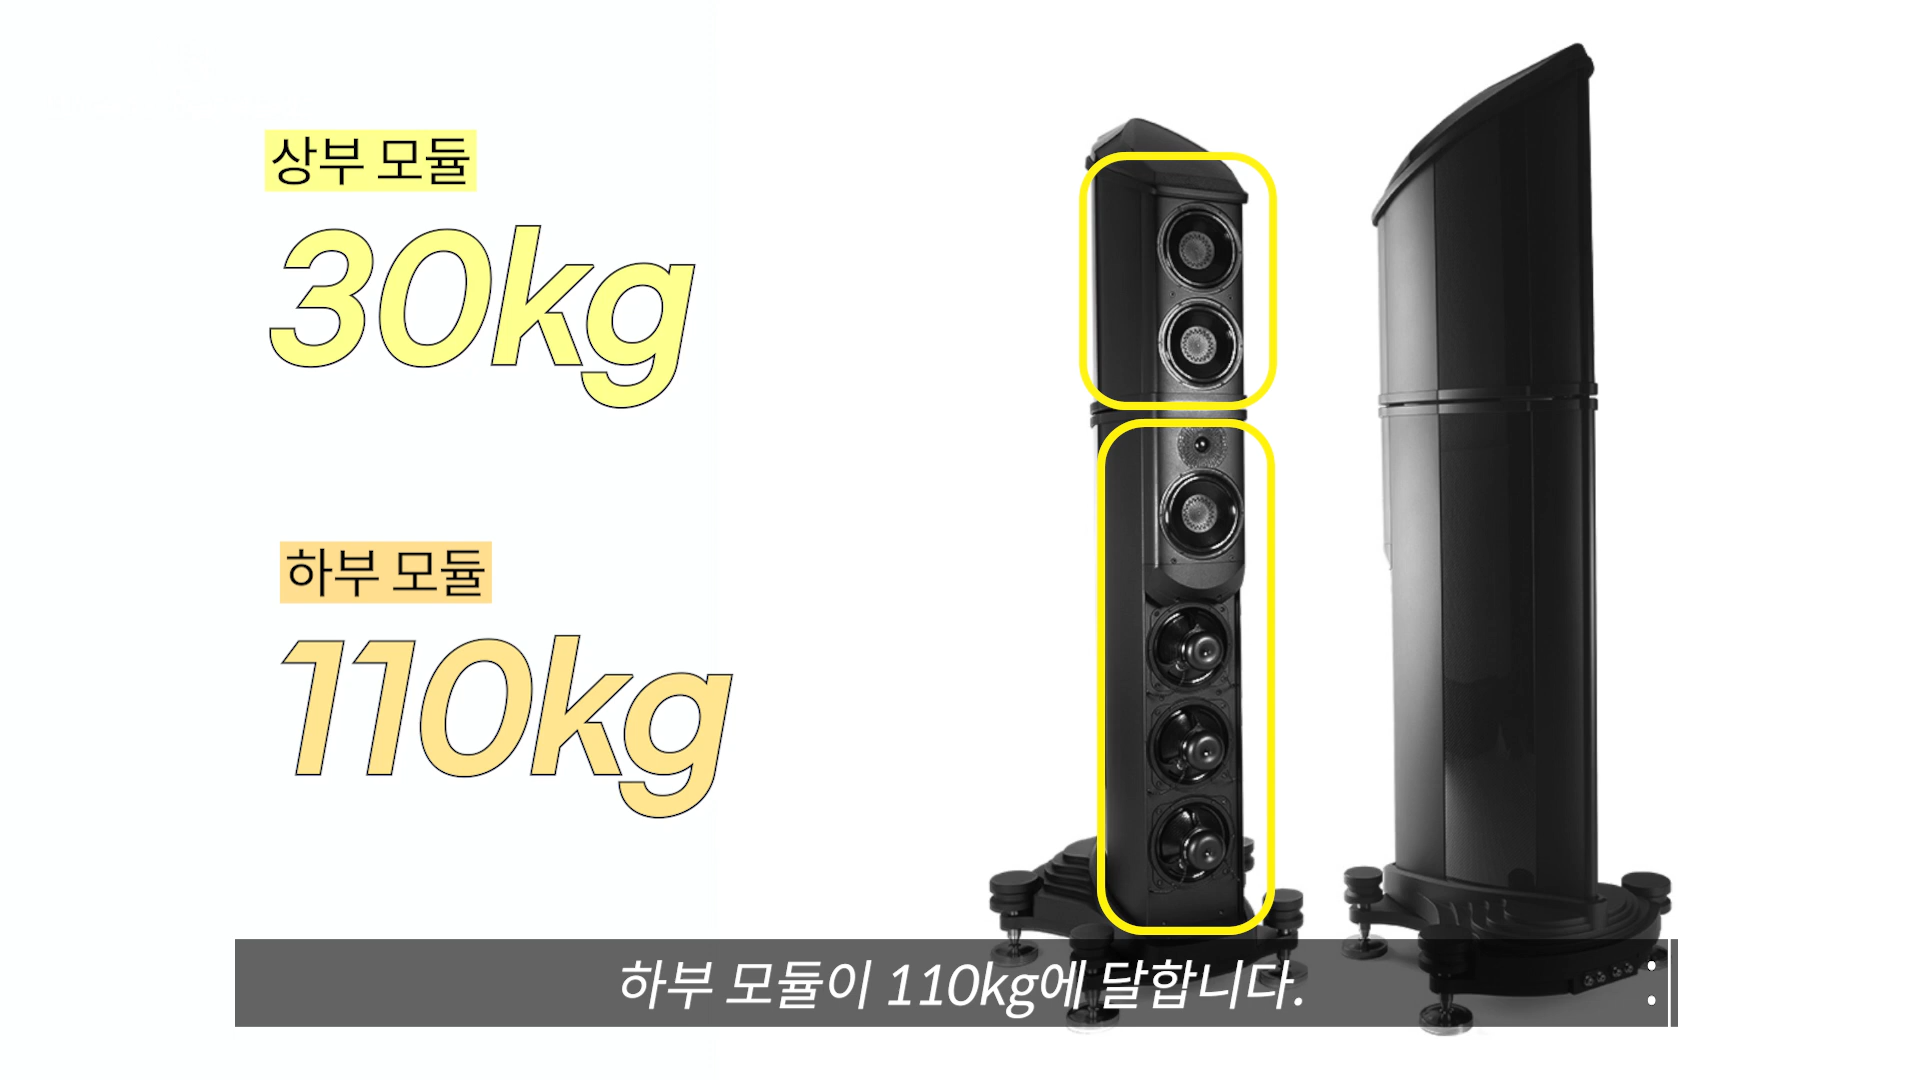 상부 모듈
30kg
하부 모듈
110kg
하부 모듈이 110kg에 달합니다.